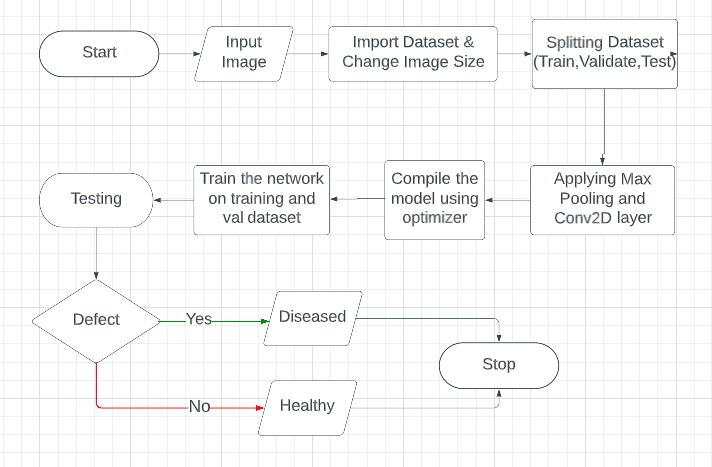 Start
Input
Image
Import Dataset &
Change Image Size
Splitting Dataset
(Train,Validate,Test)
Applying Max
Pooling and
Conv2D layer
Compile the
model using
optimizer
Train the network
on training and
val dataset
Testing
Defect
Yes
Diseased
No
Healthy
Stop